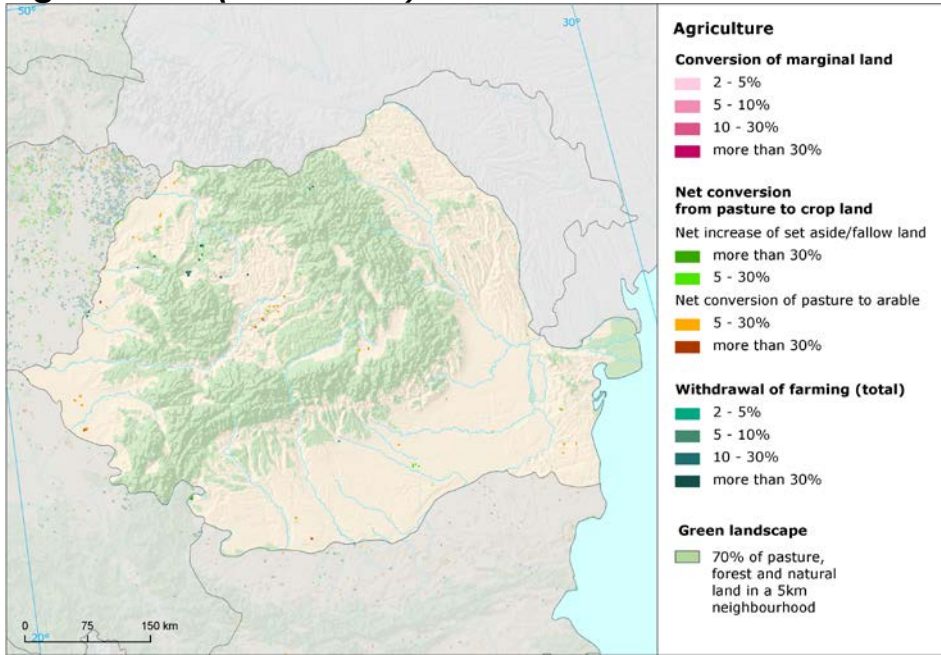 50°
30°
Agriculture
Conversion of marginal land
2 - 5%
5 - 10%
10 - 30%
more than 30%
Net conversion
from pasture to crop land
Net increase of set aside/fallow land
more than 30%
5 - 30%
Net conversion of pasture to arable
5 - 30%
more than 30%
Withdrawal of farming (total)
2 - 5%
5 - 10%
10 - 30%
more than 30%
Green landscape
70% of pasture,
forest and natural
land in a 5km
neighbourhood
0 75 150 km
20°